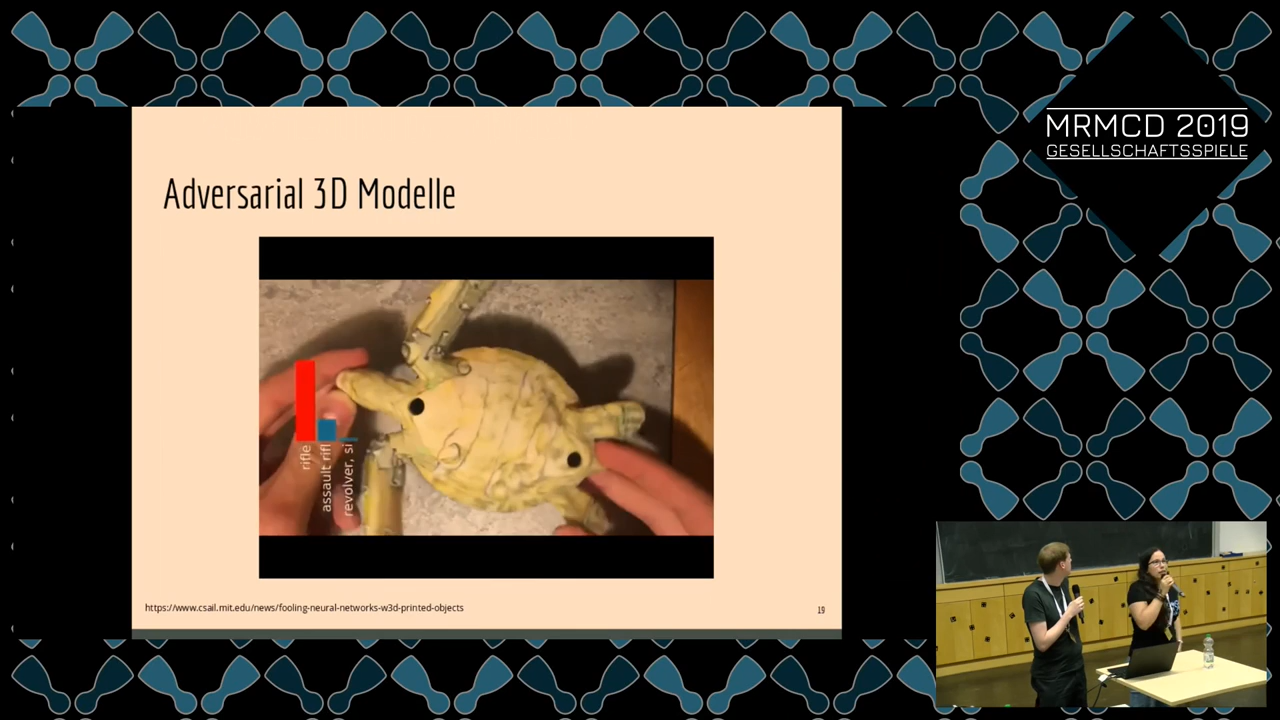 MRMCD 2019
GESELLSCHAFTSSPIELE
Adversarial 3D Modelle
rifle
assault rifl
revolver, si
https://www.csail.mit.edu/news/fooling-neural-networks-w3d-printed-objects
19